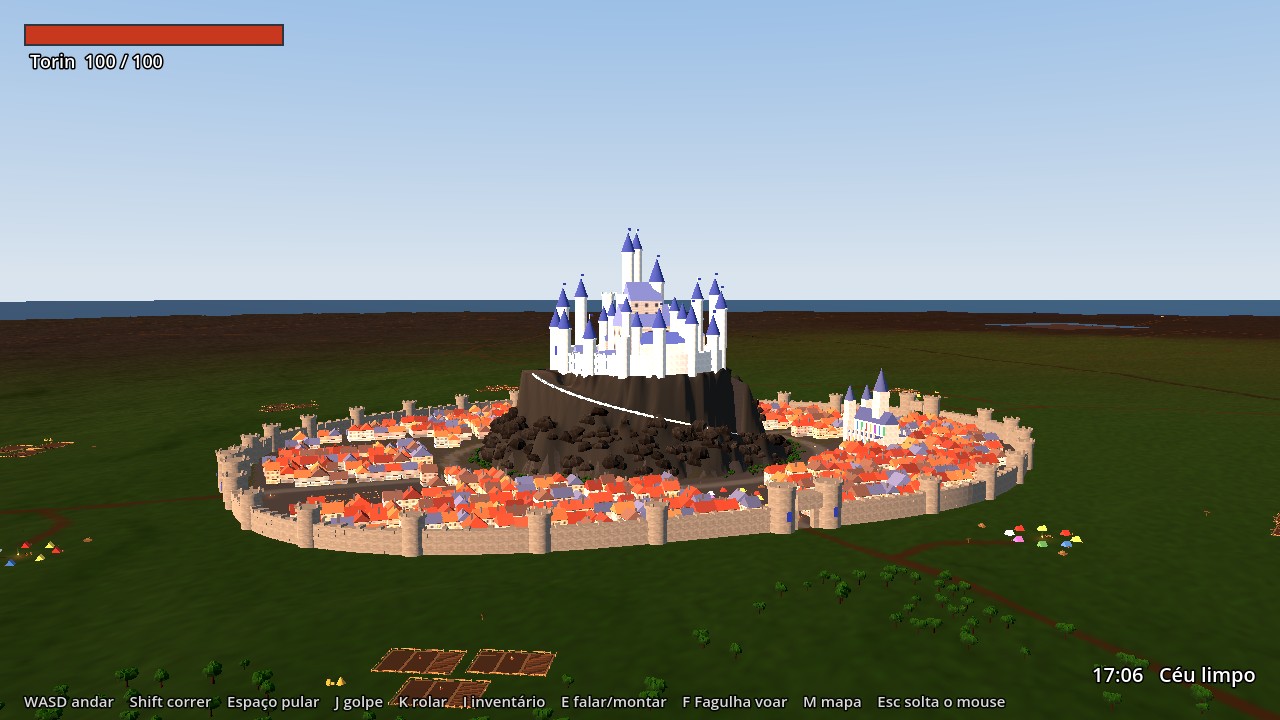 Torin 100 / 100
17:06 Céu limpo
WASD andar Shift correr Espaço pular J golpe K rolar I inventário E falar/montar F Fagulha voar M mapa Esc solta o mouse